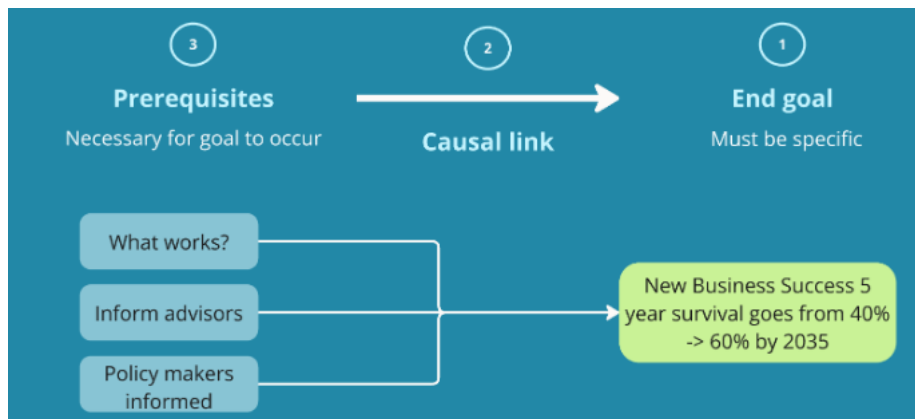 3
2
1
Prerequisites
End goal
Necessary for goal to occur
Causal link
Must be specific
What works?
Inform advisors
Policy makers
informed
New Business Success 5
year survival goes from 40%
-> 60% by 2035